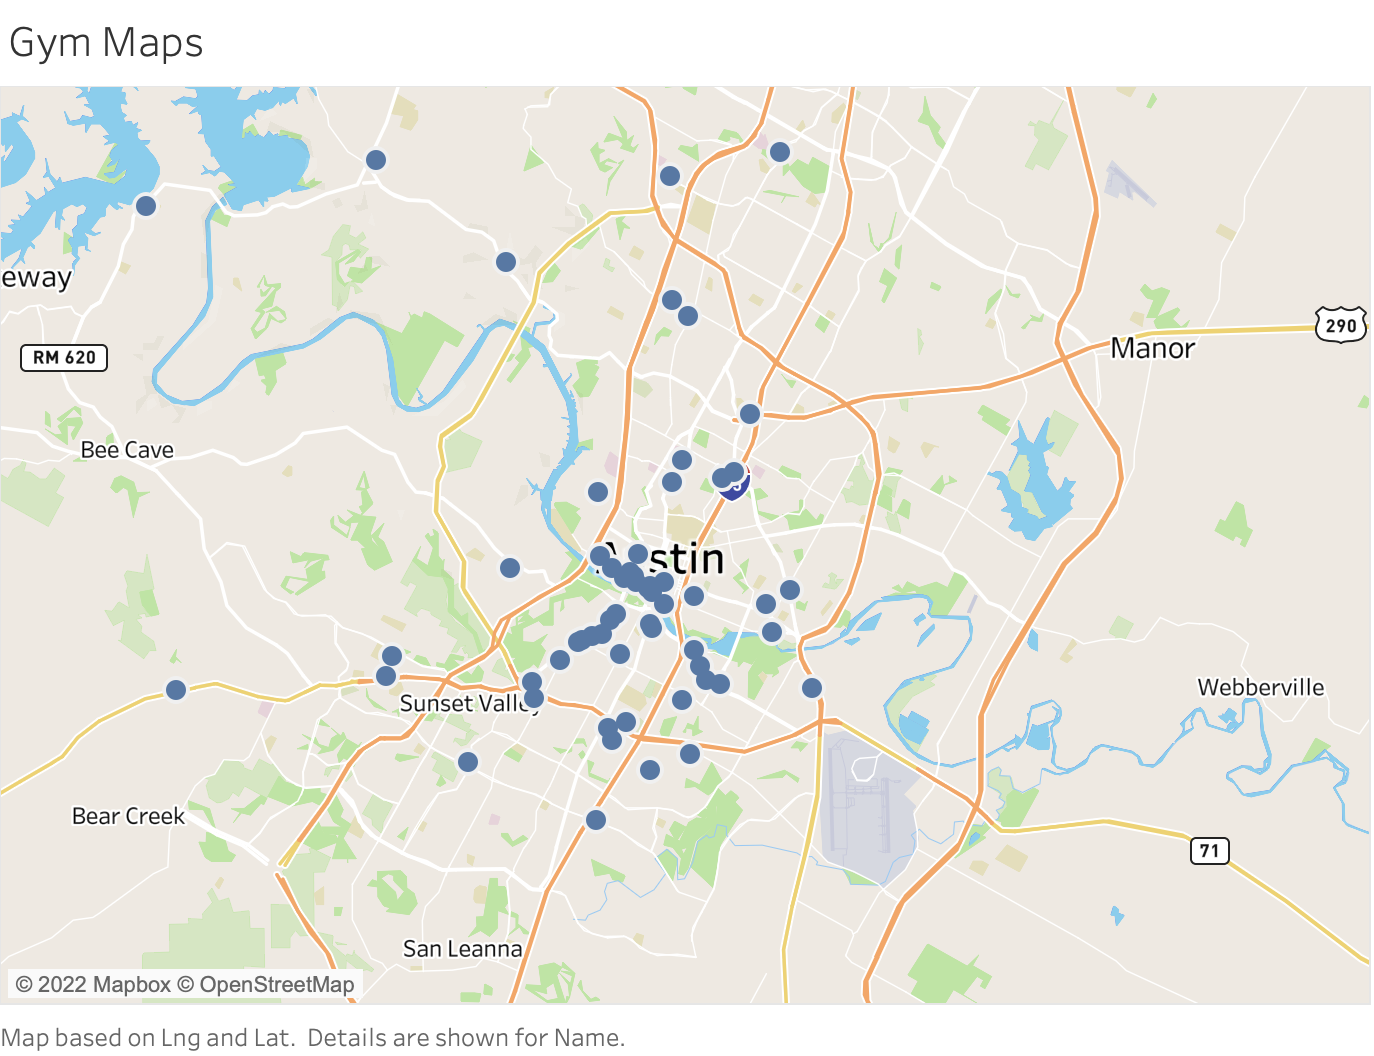 Gym Maps
eway
290
Manor
RM 620
Bee Cave
stin
Sunset Valley
Webberville
Bear Creek
71
San Leanna
© 2022 Mapbox © OpenStreetMap
Map based on Lng and Lat. Details are shown for Name.